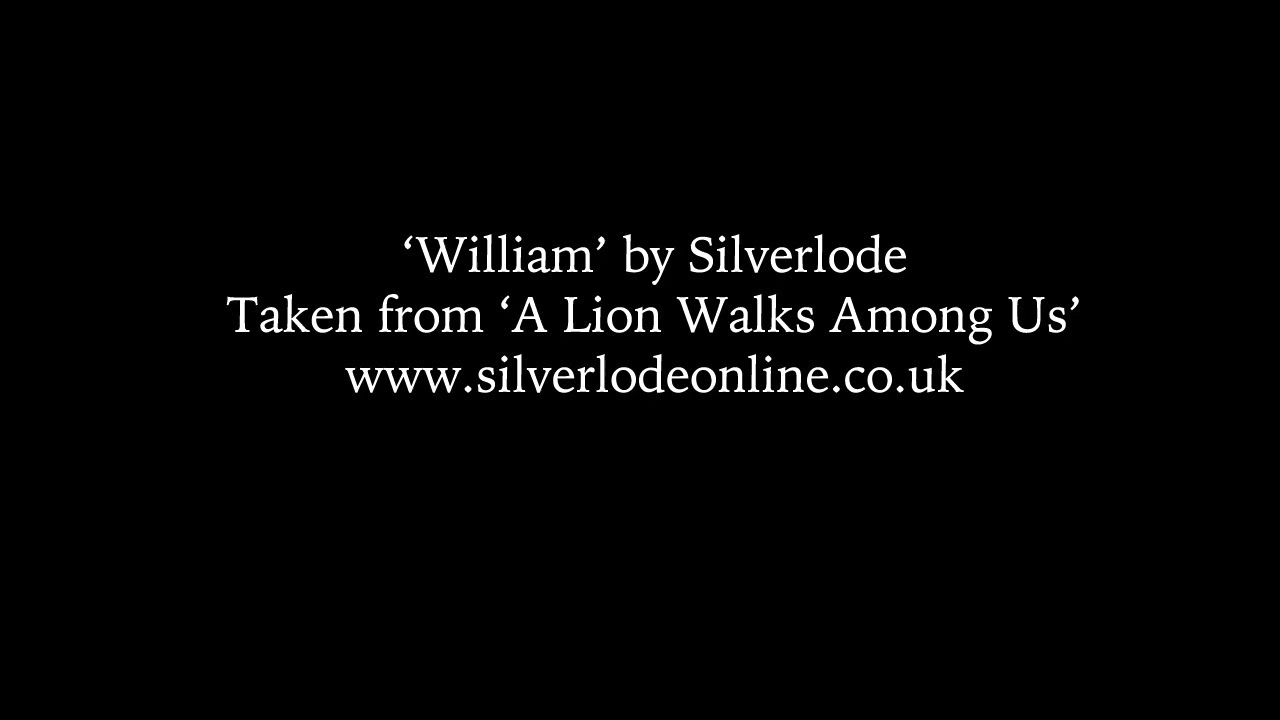 ‘William’ by Silverlode
Taken from ‘A Lion Walks Among Us’
www.silverlodeonline.co.uk